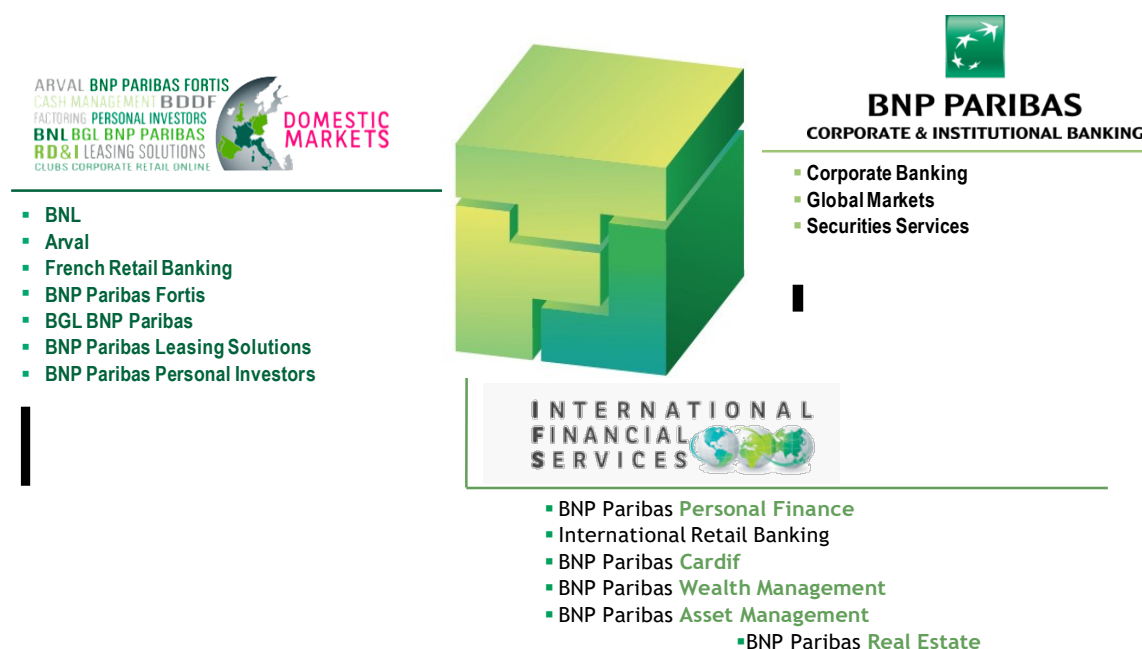 ARVAL BNP PARIBAS FORTIS
CASH MANAGEMENT BDDF
FACTORING PERSONAL INVESTORS
BNL BGL BNP PARIBAS
RD&I LEASING SOLUTIONS
CLUBS CORPORATE RETAIL ONLINE
DOMESTIC
MARKETS
BNL
Arval
French Retail Banking
BNP Paribas Fortis
BGL BNP Paribas
BNP Paribas Leasing Solutions
BNP Paribas Personal Investors
BNP PARIBAS
CORPORATE & INSTITUTIONAL BANKING
Corporate Banking
Global Markets
Securities Services
INTERNATIONAL
FINANCIAL
SERVICES
BNP Paribas Personal Finance
International Retail Banking
BNP Paribas Cardif
BNP Paribas Wealth Management
BNP Paribas Asset Management
BNP Paribas Real Estate